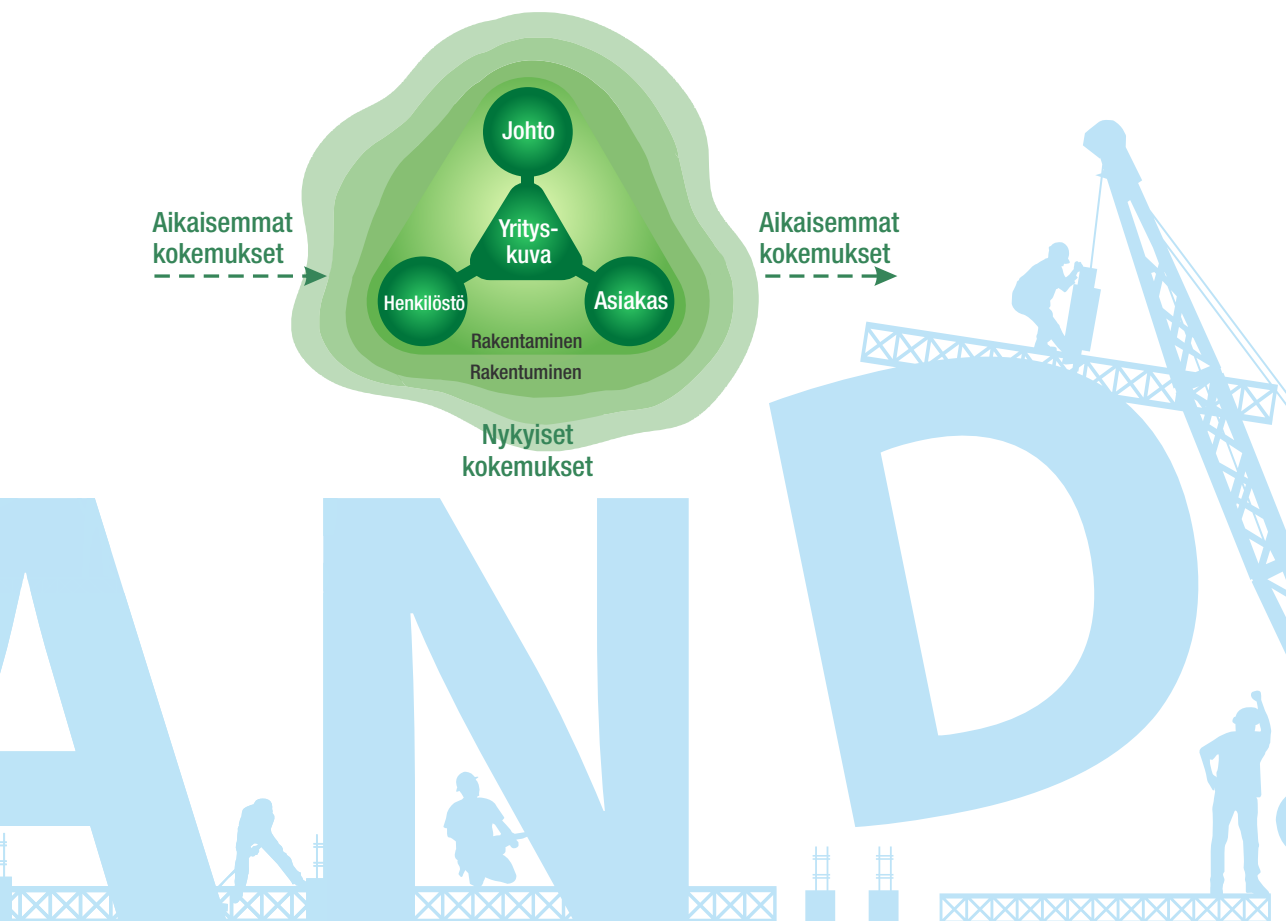 Johto
Yritys-
kuva
Aikaisemmat
kokemukset
Aikaisemmat
kokemukset
Henkilöstö
Asiakas
Rakentaminen
Rakentuminen
Nykyiset
kokemukset
AND